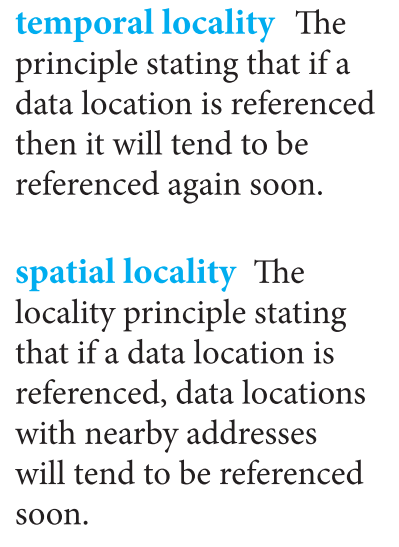 temporal locality The
principle stating that if a
data location is referenced
then it will tend to be
referenced again soon.
spatial locality The
locality principle stating
that if a data location is
referenced, data locations
with nearby addresses
will tend to be referenced
soon.